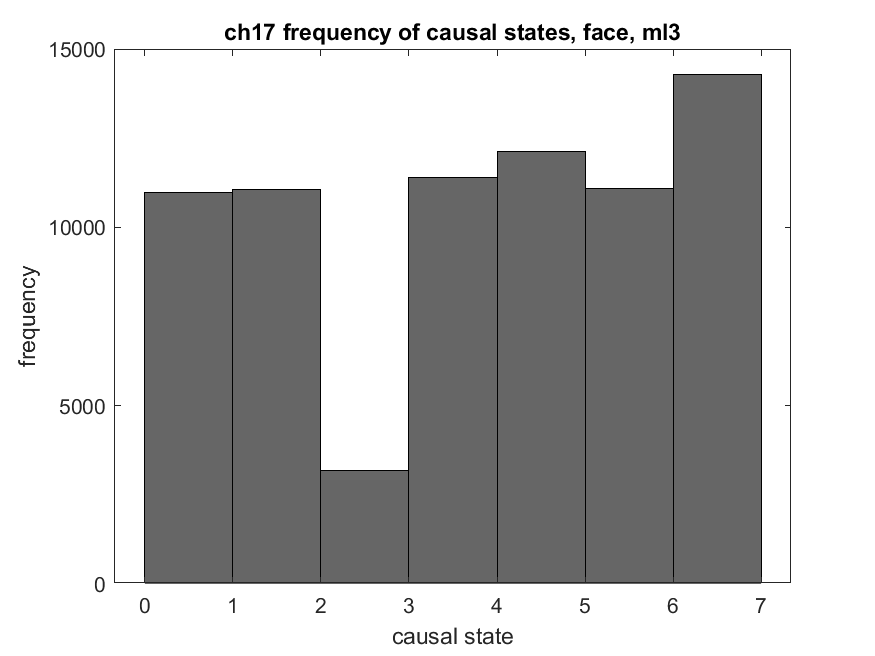 ch17 frequency of causal states, face, ml3
15000
10000
5000
0
frequency
0 1 2 3 4 5 6 7
causal state